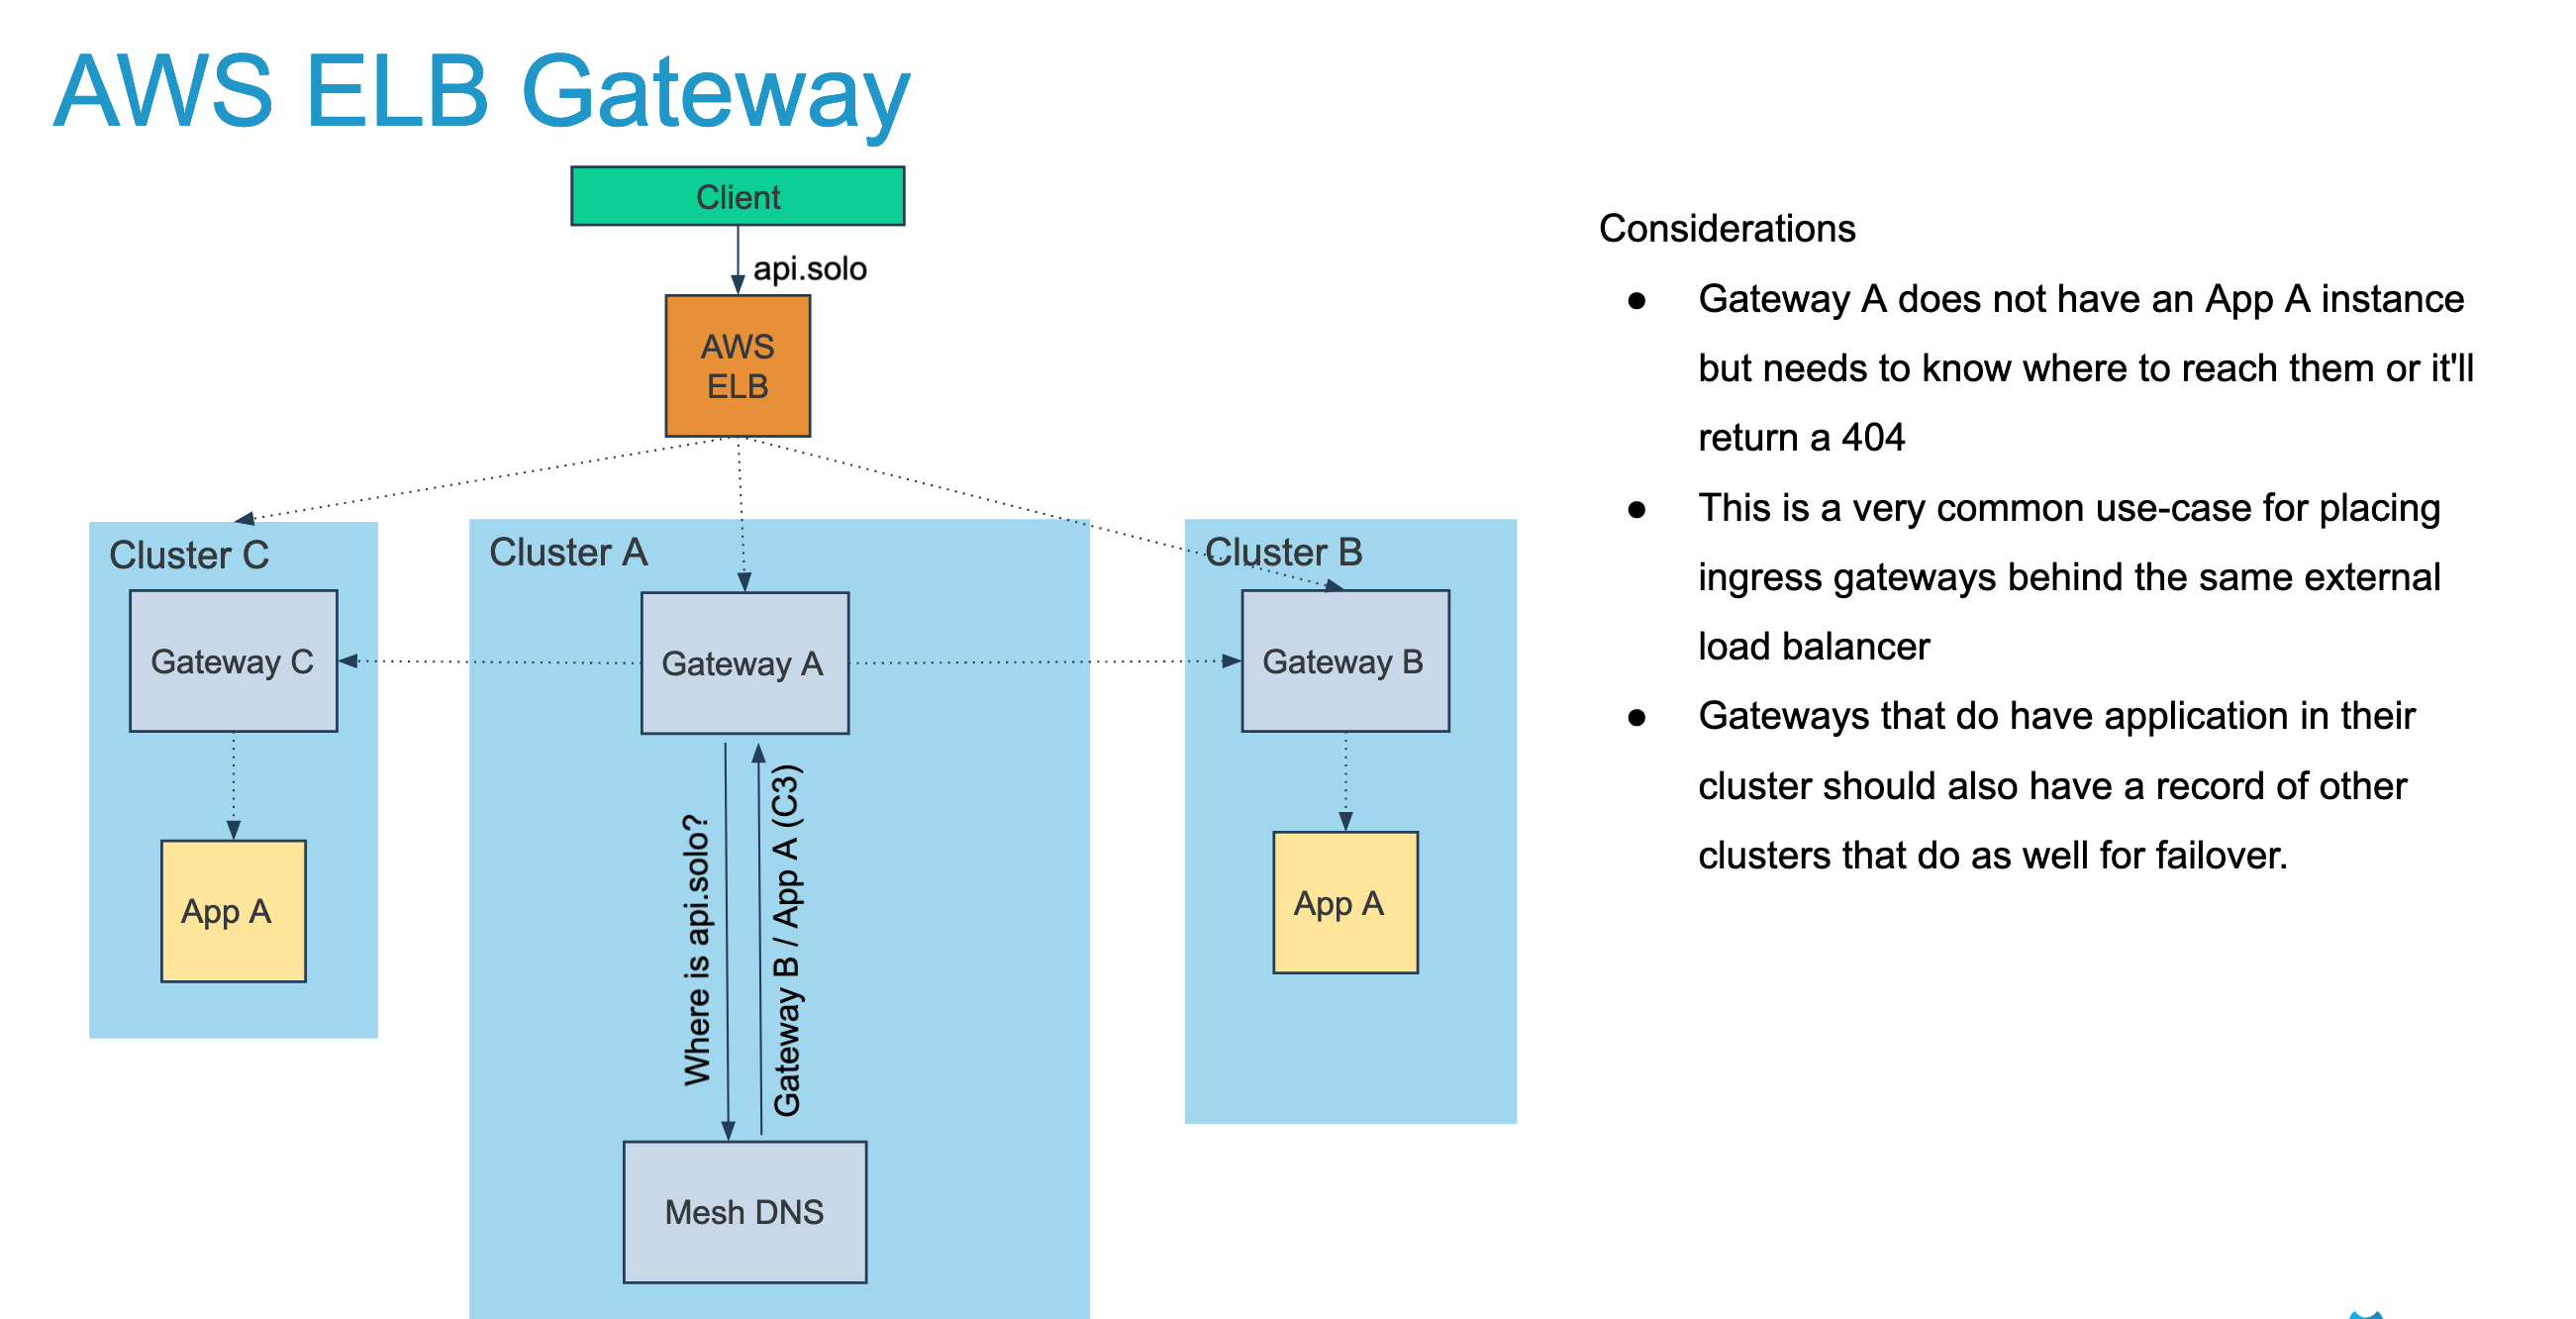 AWS ELB Gateway
Client
api.solo
AWS
ELB
Cluster C
Cluster A
Cluster B
Gateway C
Gateway A
Gateway B
Where is api.solo?
Gateway B / App A (C3)
App A
App A
Mesh DNS
Considerations
● Gateway A does not have an App A instance
but needs to know where to reach them or it'll
return a 404
● This is a very common use-case for placing
ingress gateways behind the same external
load balancer
● Gateways that do have application in their
cluster should also have a record of other
clusters that do as well for failover.